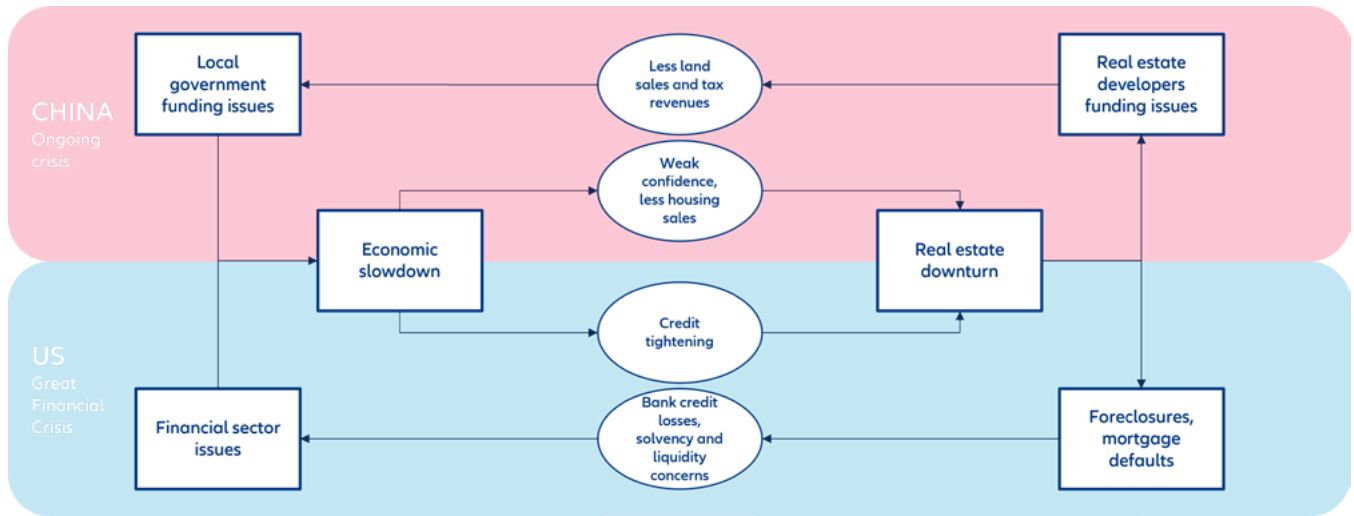 CHINA
Ongoing
crisis
Local
government
funding issues
Less land
sales and tax
revenues
Real estate
developers
funding issues
Weak
confidence,
less housing
sales
Economic
slowdown
Real estate
downturn
Credit
tightening
US
Great
Financial
Crisis
Financial sector
issues
Bank credit
losses,
solvency and
liquidity
concerns
Foreclosures,
mortgage
defaults